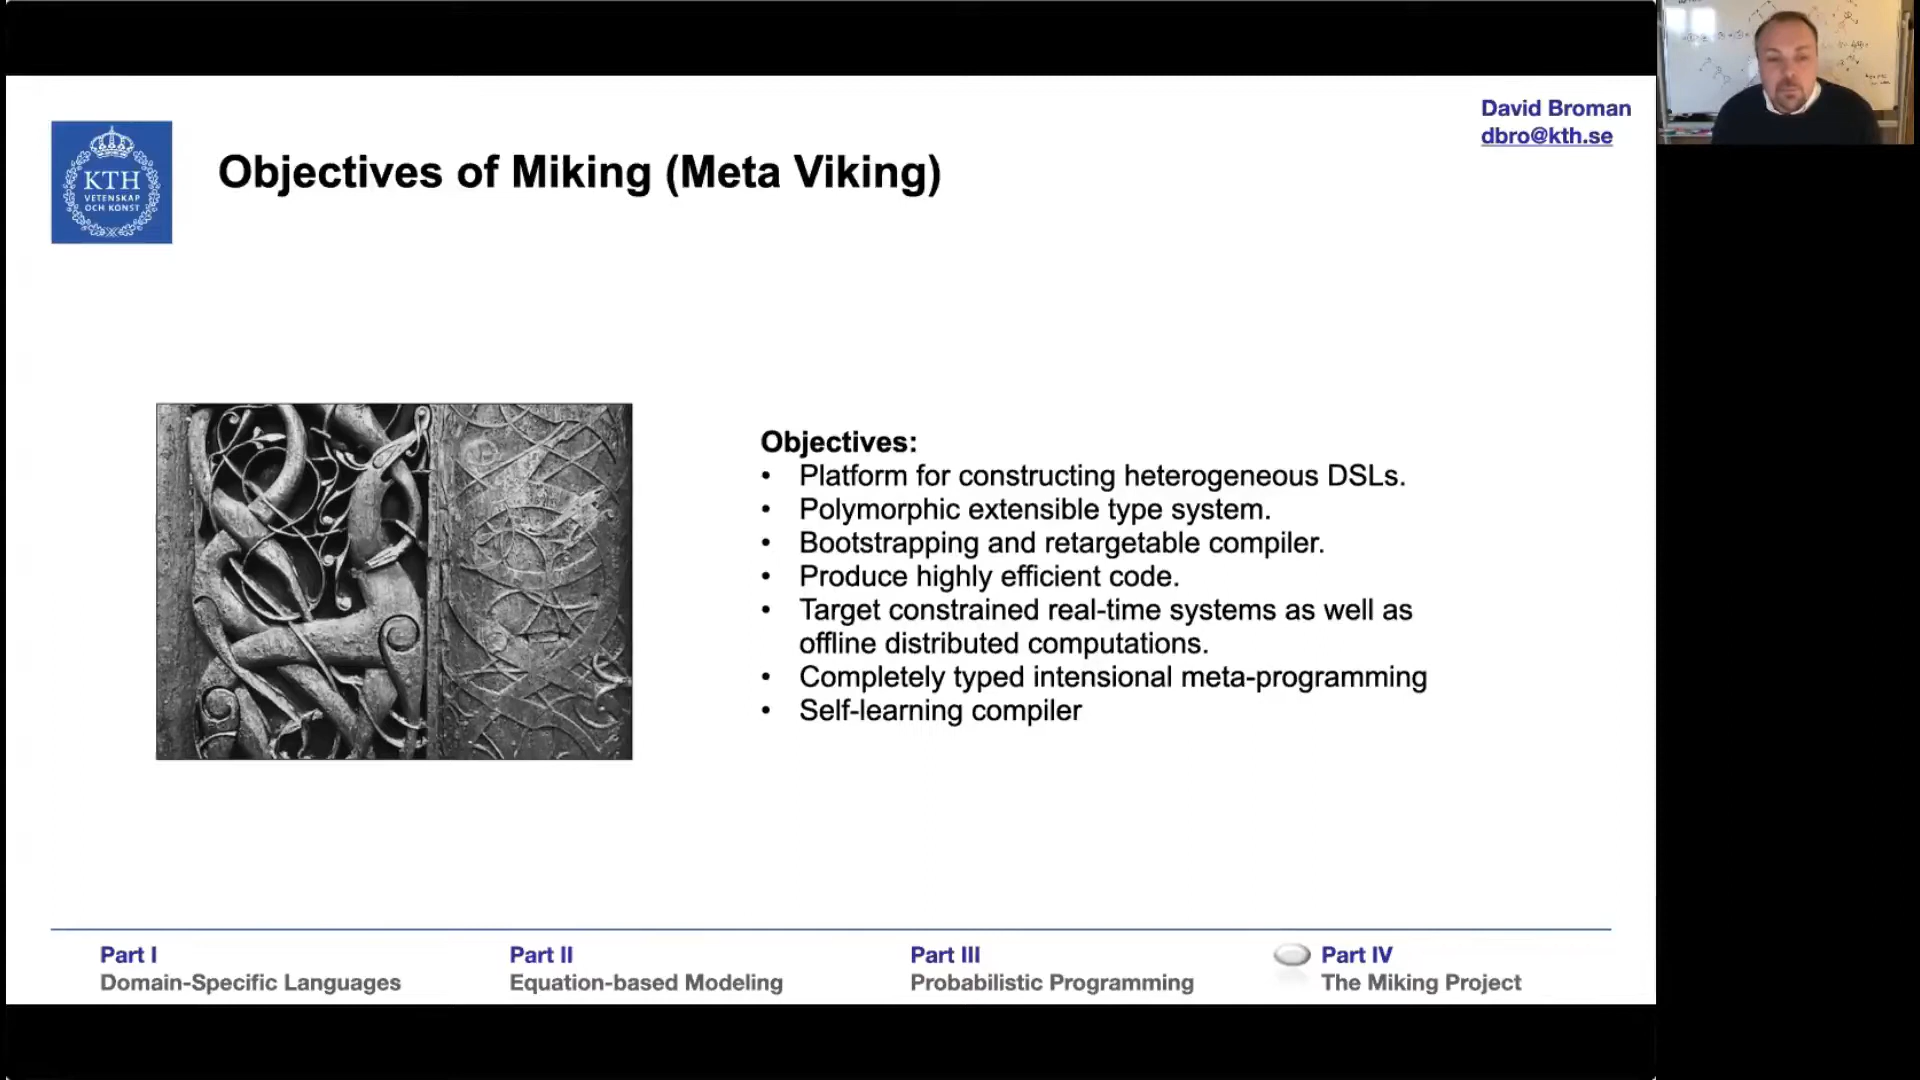 David Broman
dbro@kth.se
KTH
VETENSKAP
OCH KONST
Objectives of Miking (Meta Viking)
Objectives:
• Platform for constructing heterogeneous DSLs.
• Polymorphic extensible type system.
• Bootstrapping and retargetable compiler.
• Produce highly efficient code.
• Target constrained real-time systems as well as
offline distributed computations.
• Completely typed intensional meta-programming
• Self-learning compiler
Part I
Domain-Specific Languages
Part II
Equation-based Modeling
Part III
Probabilistic Programming
Part IV
The Miking Project